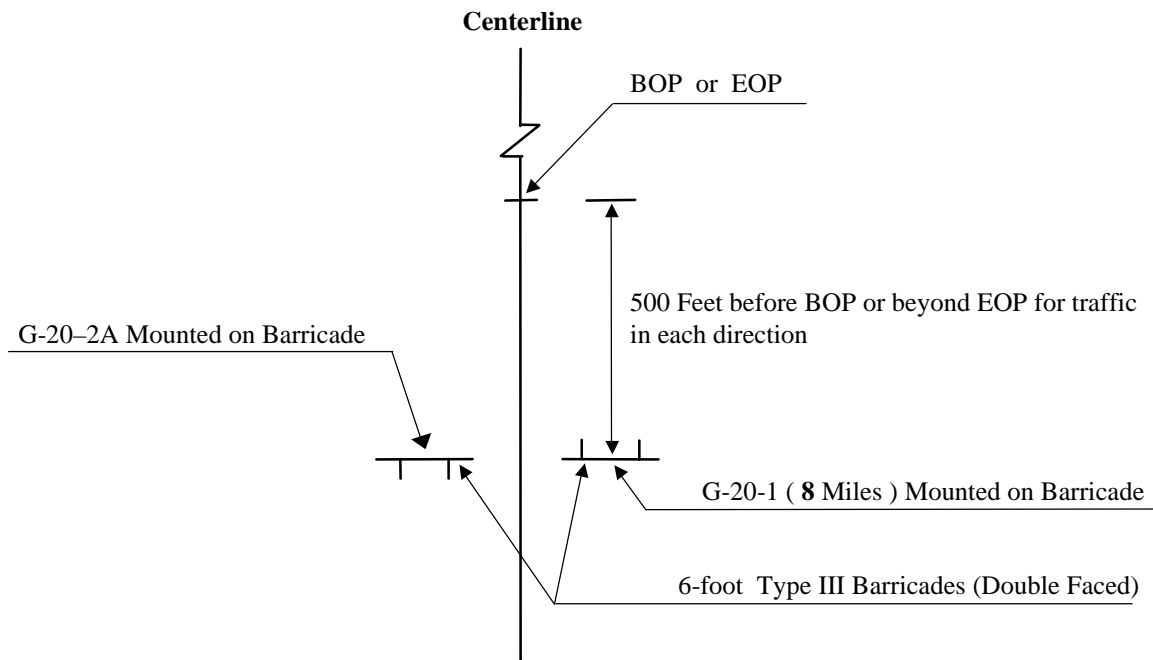 Centerline
BOP or EOP
500 Feet before BOP or beyond EOP for traffic
in each direction
G-20–2A Mounted on Barricade
G-20-1 ( 8 Miles ) Mounted on Barricade
6-foot Type III Barricades (Double Faced)